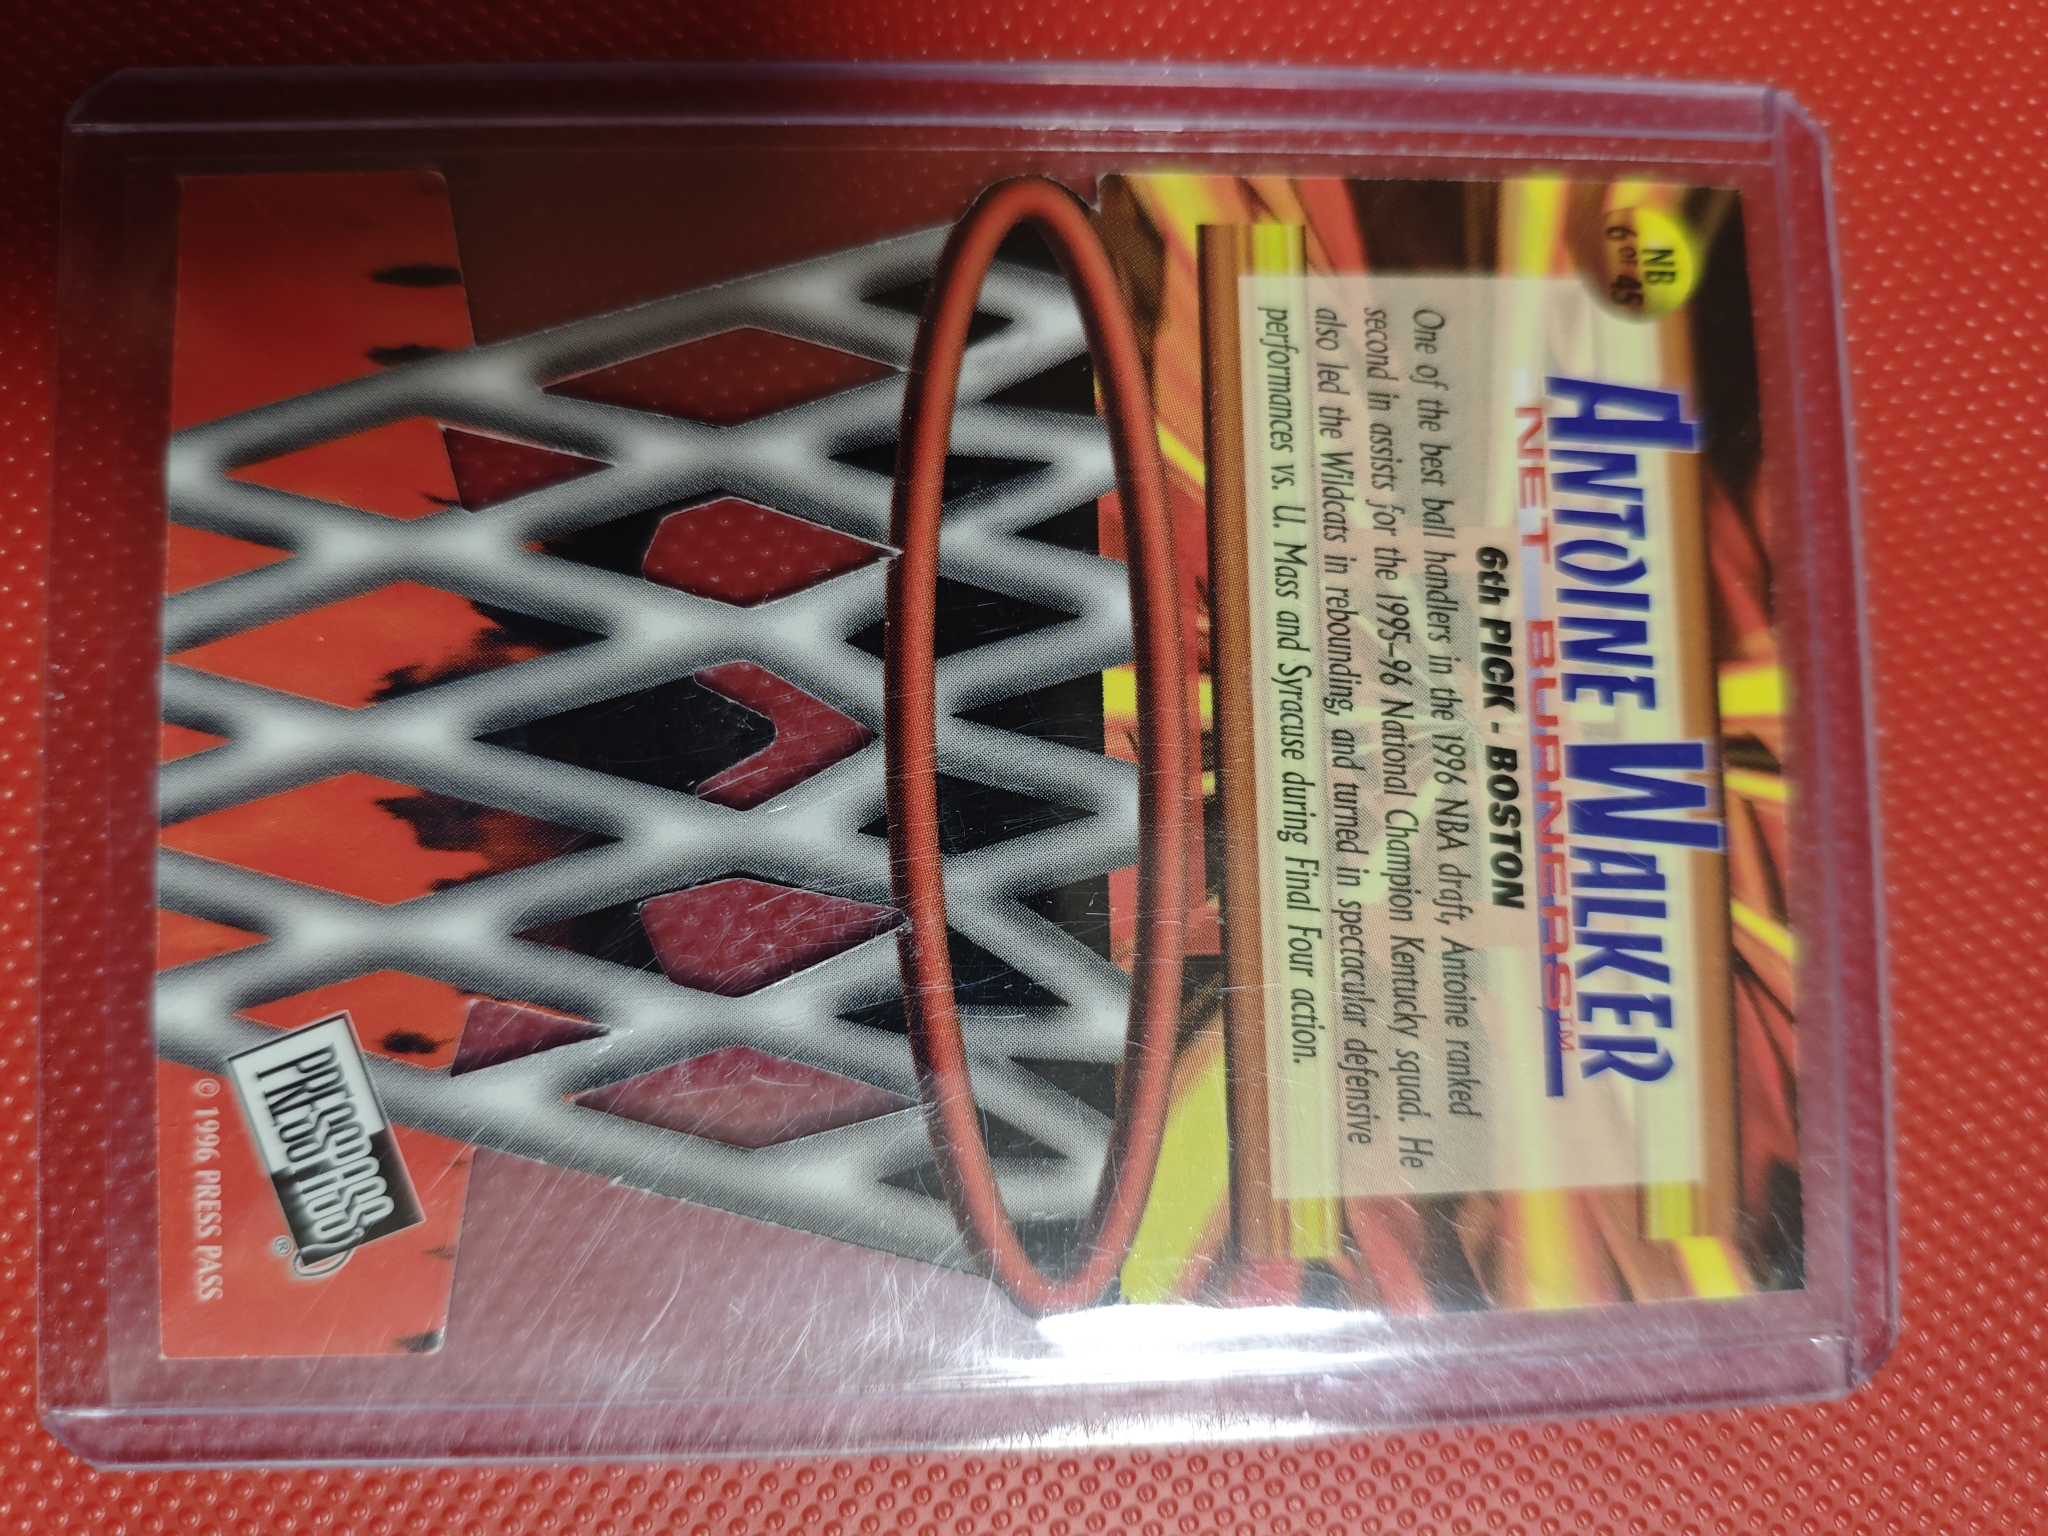 NB
6 OF 45
ANTOINE WALKER
NET BURNERS™
6th PICK - BOSTON
One of the best ball handlers in the 1996 NBA draft, Antoine ranked
second in assists for the 1995-96 National Champion Kentucky squad. He
also led the Wildcats in rebounding, and turned in spectacular defensive
performances vs. U. Mass and Syracuse during Final Four action.
PRESS PASS
®
© 1996 PRESS PASS